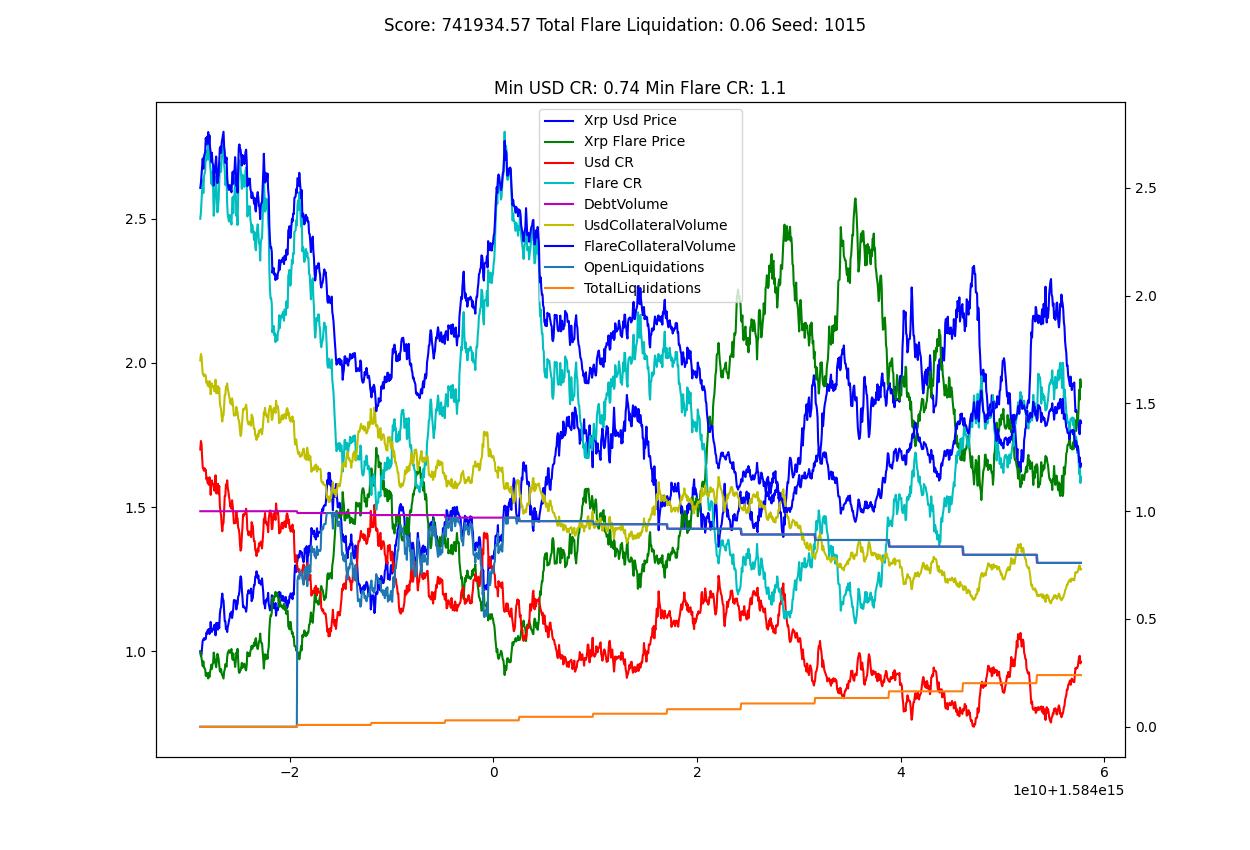 Score: 741934.57 Total Flare Liquidation: 0.06 Seed: 1015
Min USD CR: 0.74 Min Flare CR: 1.1
Xrp Usd Price
Xrp Flare Price
Usd CR
Flare CR
DebtVolume
UsdCollateralVolume
FlareCollateralVolume
OpenLiquidations
TotalLiquidations
2.5
2.0
1.5
1.0
2.5
2.0
1.5
1.0
0.5
0.0
−2 0 2 4 6
1e10+1.584e15